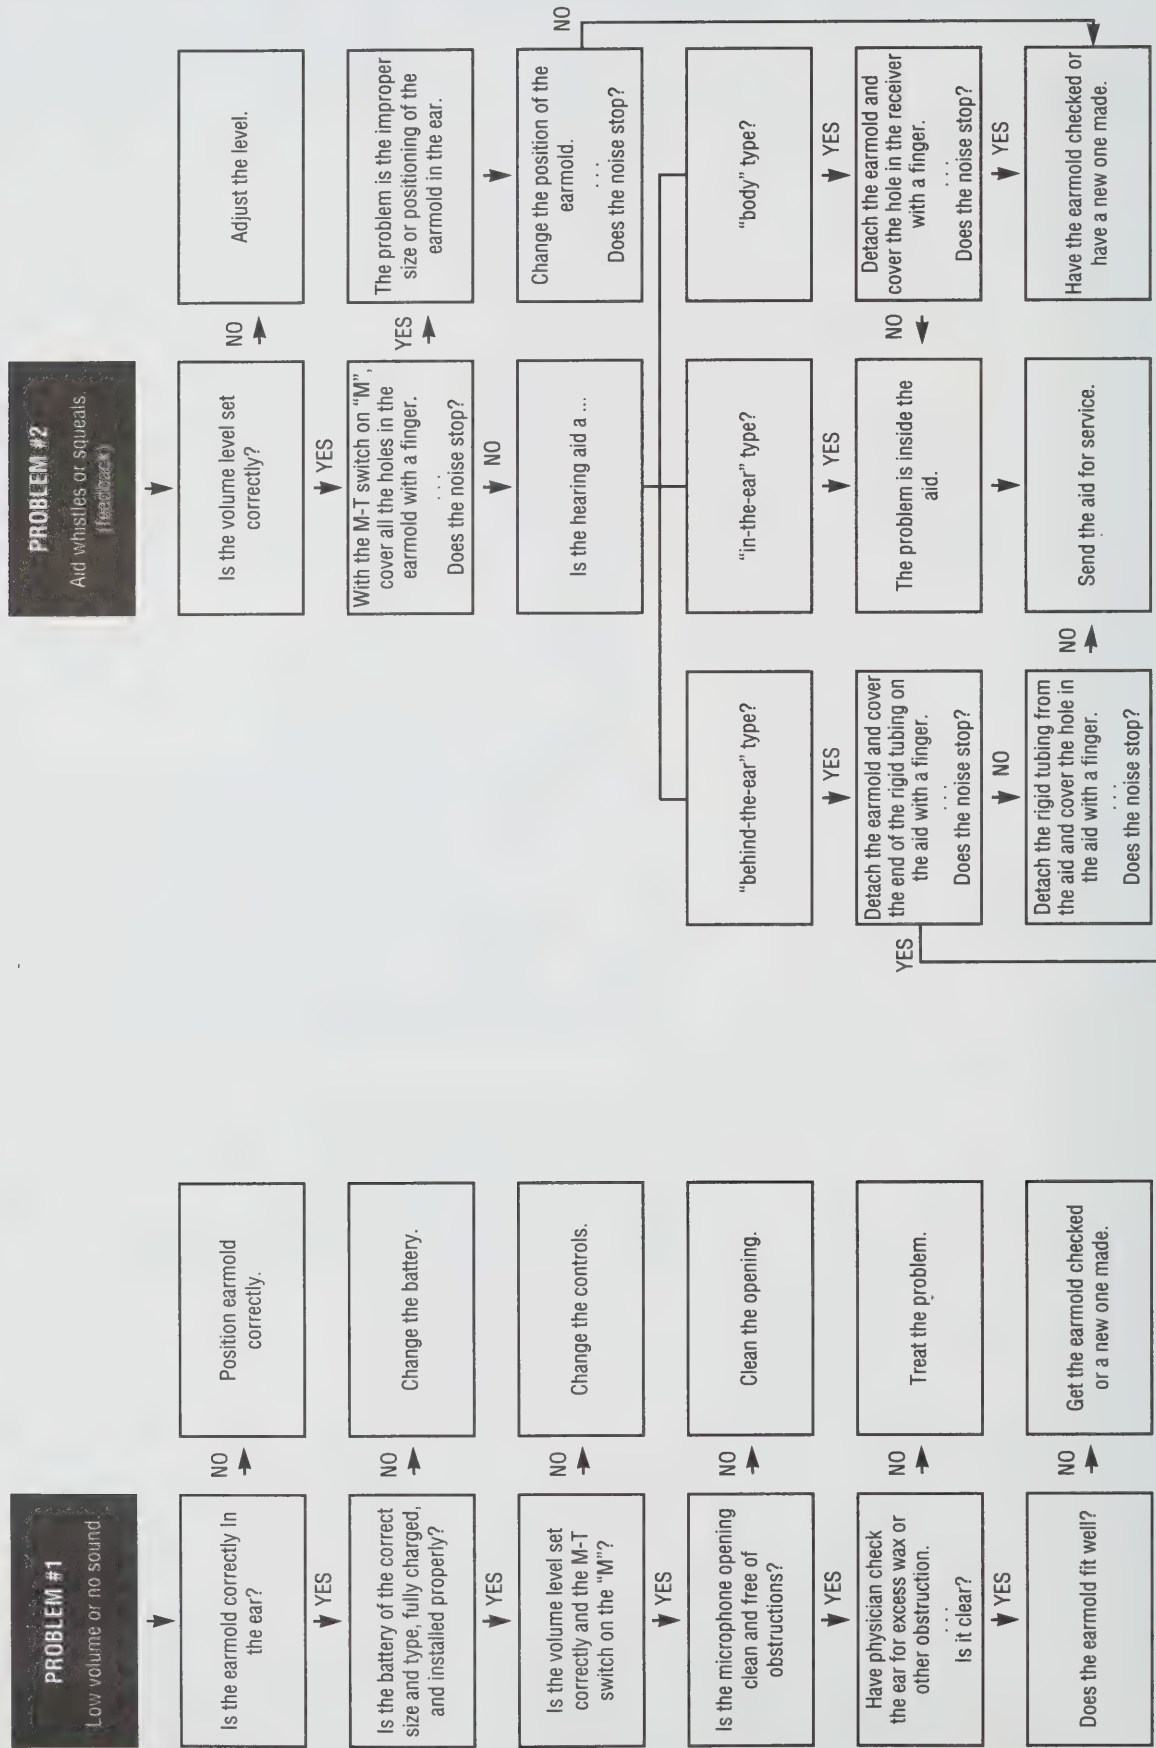 PROBLEM #1
Low volume or no sound.
Is the earmold correctly In
the ear?
NO
Position earmold
correctly.
YES
Is the battery of the correct
size and type, fully charged,
and installed properly?
NO
Change the battery.
YES
Is the volume level set
correctly and the M-T
switch on the “M”?
NO
Change the controls.
YES
Is the microphone opening
clean and free of
obstructions?
NO
Clean the opening.
YES
Have physician check
the ear for excess wax or
other obstruction.
. . .
Is it clear?
NO
Treat the problem.
YES
Does the earmold fit well?
NO
Get the earmold checked
or a new one made.
PROBLEM #2
Aid whistles or squeals.
(feedback)
Is the volume level set
correctly?
NO
Adjust the level.
YES
With the M-T switch on “M”,
cover all the holes in the
earmold with a finger.
. . .
Does the noise stop?
YES
The problem is the improper
size or positioning of the
earmold in the ear.
NO
Change the position of the
earmold.
. . .
Does the noise stop?
NO
Is the hearing aid a ...
“behind-the-ear” type?
“in-the-ear” type?
“body” type?
YES
YES
YES
Detach the earmold and cover
the end of the rigid tubing on
the aid with a finger.
. . .
Does the noise stop?
YES
The problem is inside the
aid.
NO
Detach the earmold and
cover the hole in the receiver
with a finger.
. . .
Does the noise stop?
NO
YES
Detach the rigid tubing from
the aid and cover the hole in
the aid with a finger.
. . .
Does the noise stop?
NO
Send the aid for service.
Have the earmold checked or
have a new one made.